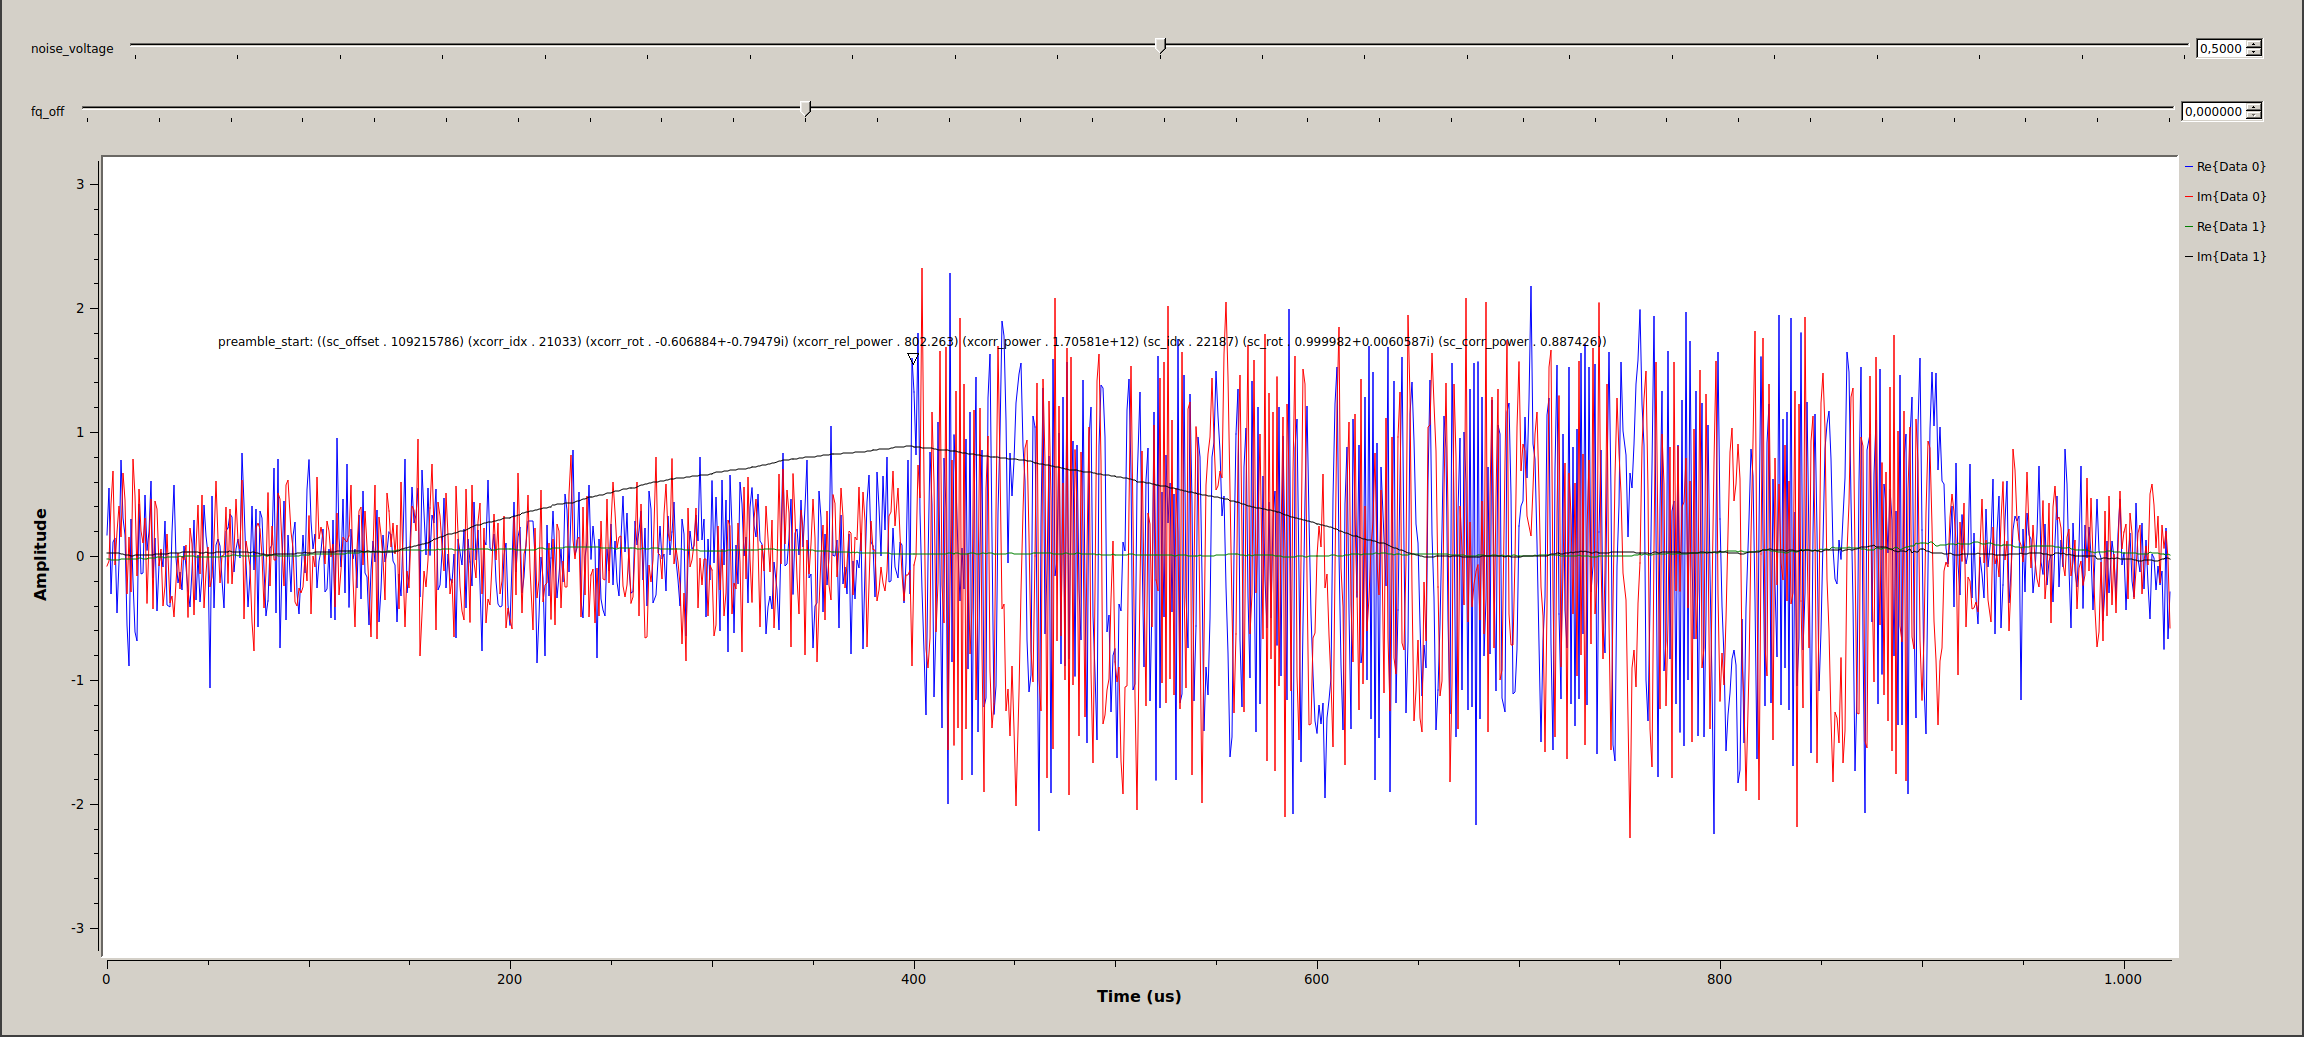 noise_voltage
0,5000
fq_off
0,000000
Re{Data 0}
Im{Data 0}
Re{Data 1}
Im{Data 1}
3
2
1
0
-1
-2
-3
Amplitude
preamble_start: ((sc_offset . 109215786) (xcorr_idx . 21033) (xcorr_rot . -0.606884+-0.79479i) (xcorr_rel_power . 802.263) (xcorr_power . 1.70581e+12) (sc_idx . 22187) (sc_rot . 0.999982+0.0060587i) (sc_corr_power . 0.887426))
0
200
400
600
800
1.000
Time (us)